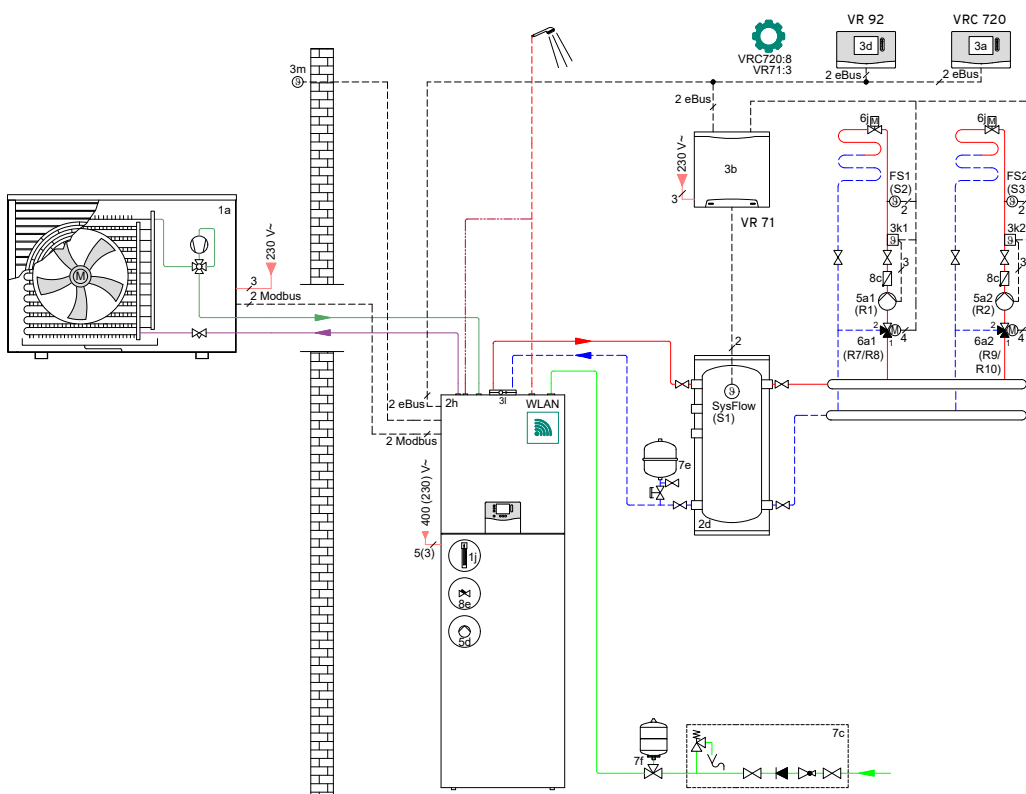 VR 92
VRC 720
3d
3a
VRC720:8
VR71:3
2 eBus
2 eBus
2 eBus
3m
230 V~
3
3b
VR 71
6j
M
6j
M
FS1
(S2)
2
FS2
(S3
2
3k1
3
3k2
3
8c
8c
5a1
(R1)
5a2
(R2)
2
M
4
1
6a1
(R7/R8)
2
M
4
1
6a2
(R9/
R10)
1a
M
230 V~
3
2 Modbus
2
SysFlow
(S1)
2d
7e
2 eBus
2h
3l
WLAN
2 Modbus
400 (230) V~
5(3)
1j
8e
5d
7f
7c